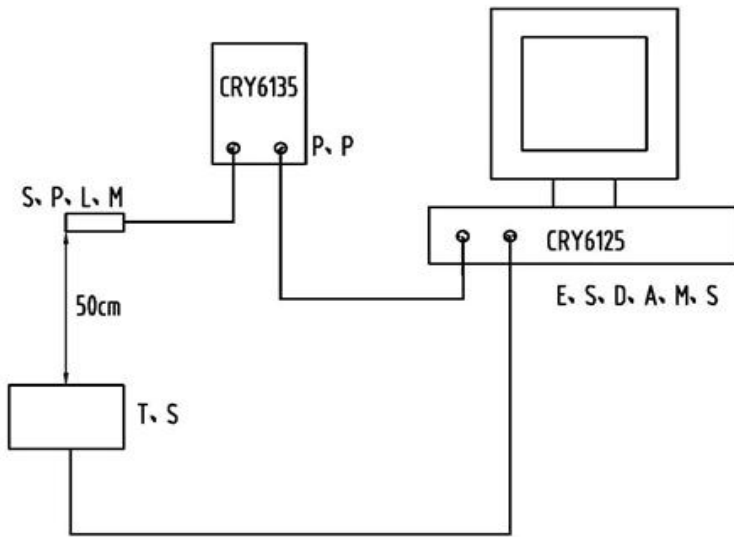 CRY6135
P、P
S、P、L、M
CRY6125
E、S、D、A、M、S
50cm
T、S